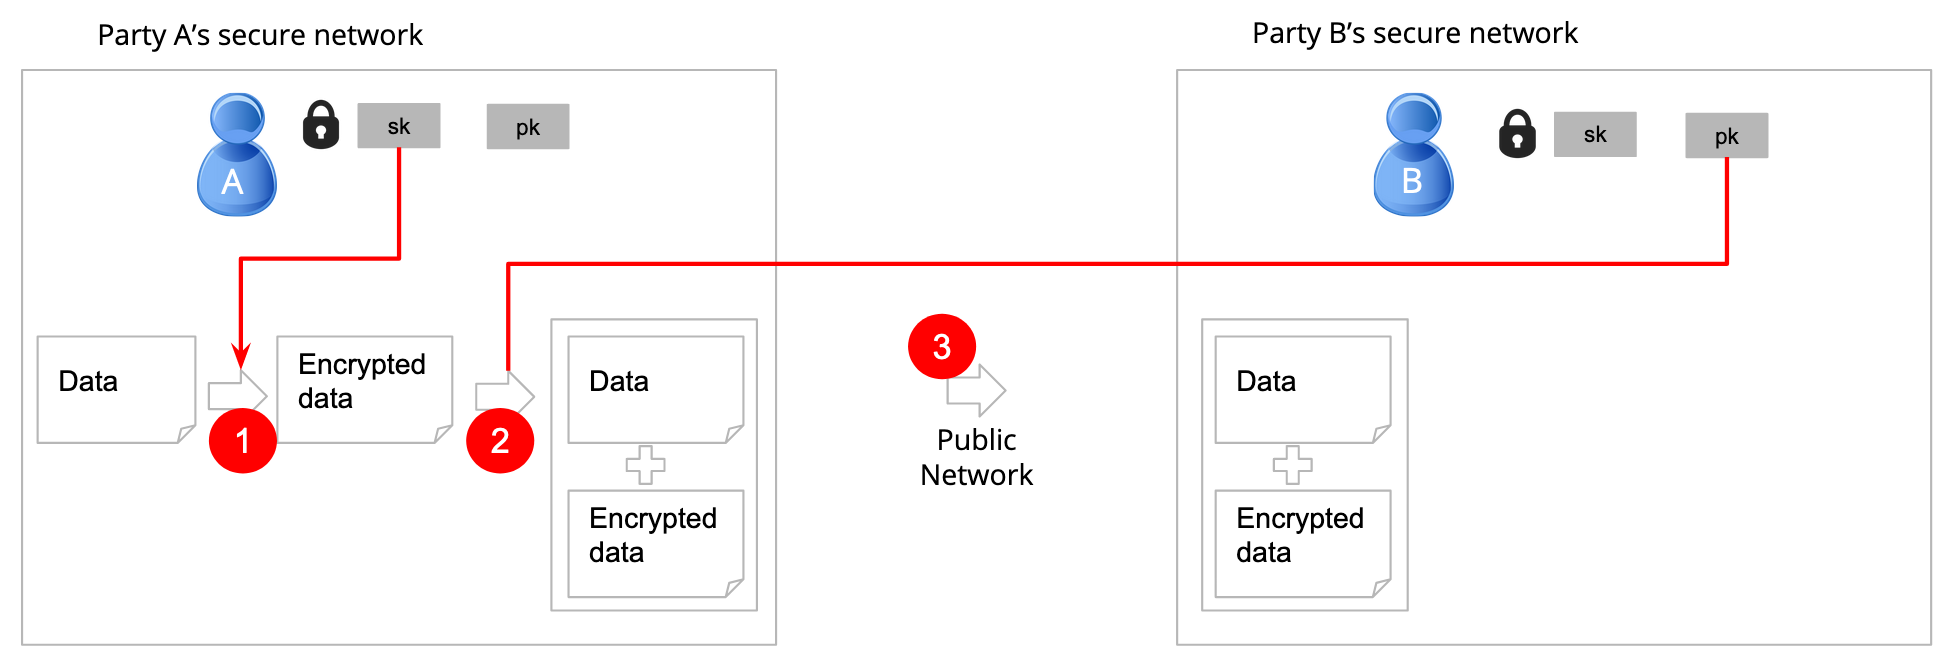 Party A’s secure network
Party B’s secure network
A
sk
pk
B
sk
pk
Data
1
Encrypted
data
2
Data
Encrypted
data
3
Public
Network
Data
Encrypted
data